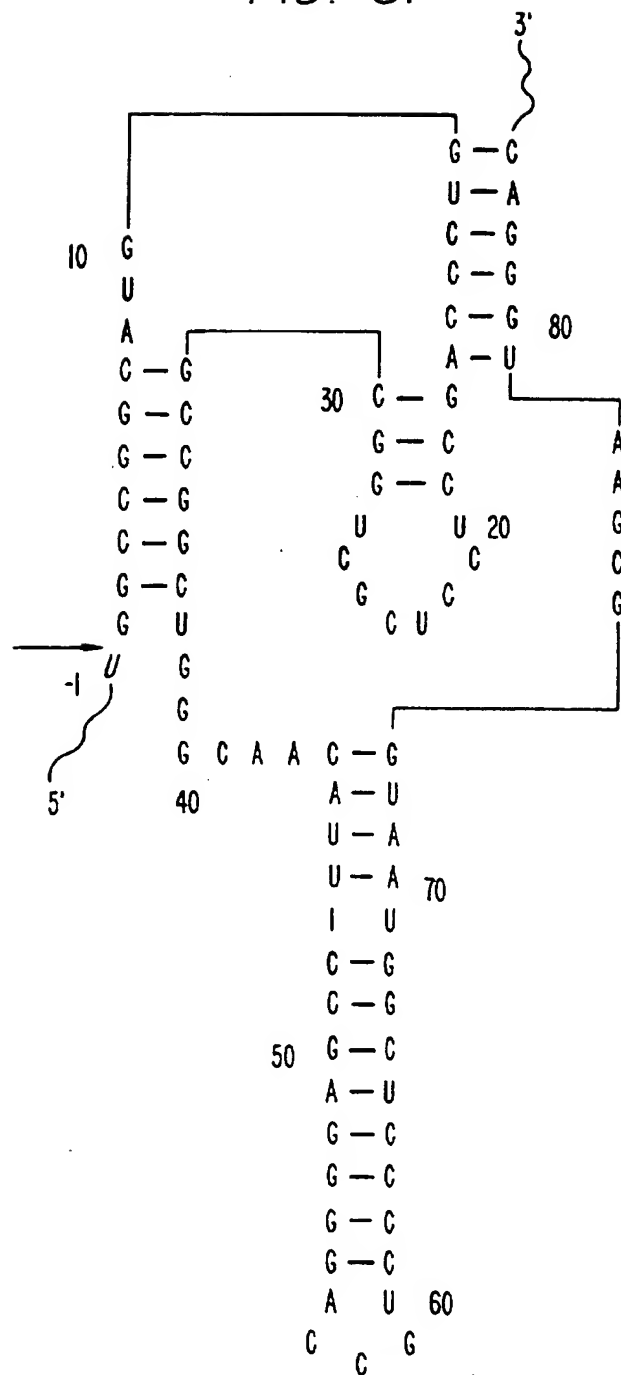 3'
G – C
U – A
C – G
10 G C – G
U C – G 80
A A – U
C – G 30 C – G A
G – C G – C A
G – C G – C G
C – G U U 20 C
C – G C C G
G – C G C
G U C U
-1 U G
G
5' G C A A C – G
40 A – U
U – A
U – A 70
I U
C – G
C – G
50 G – C
A – U
G – C
G – C
G – C
G – C
A U 60
C C G